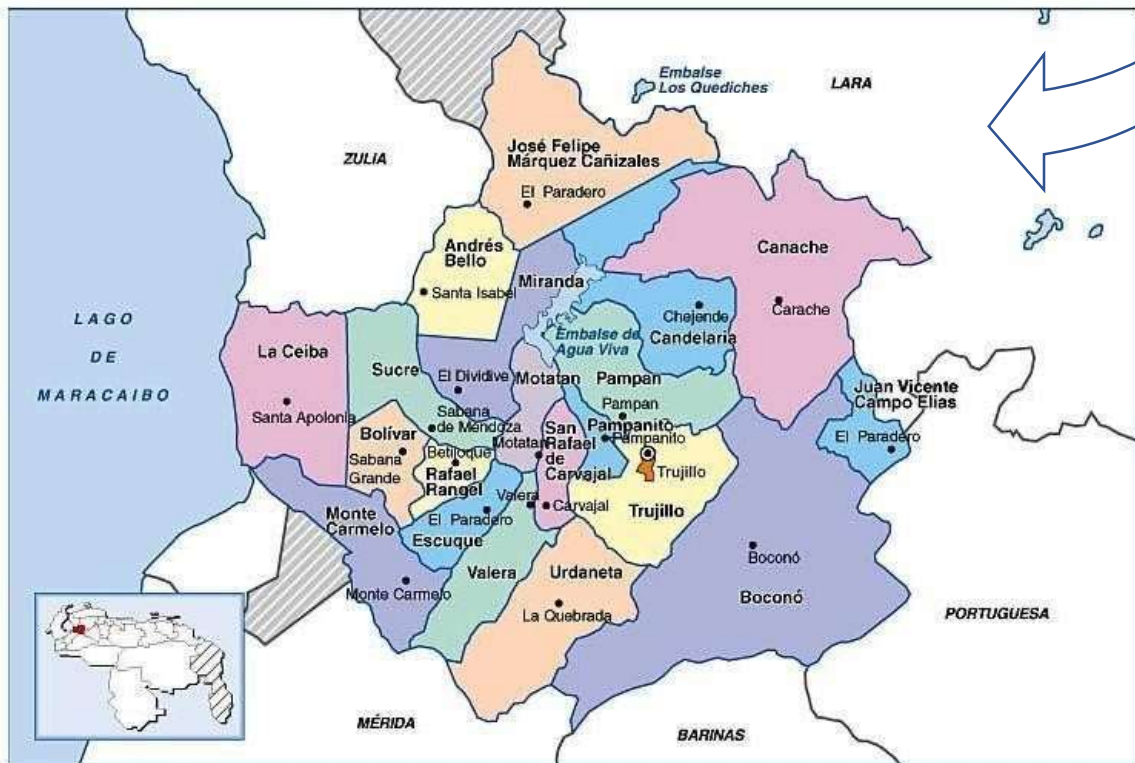 Embalse
Los Quediches
LARA
José Felipe
Márquez Cañizales
El Paradero
ZULIA
Andrés
Bello
Santa Isabel
Miranda
Canache
Carache
Chejende
Candelaria
LAGO
DE
MARACAIBO
La Ceiba
Santa Apolonia
Sucre
El Dividive
Sabana
de Mendoza
Embalse de
Agua Viva
Motatan
Motatan
Pampan
Pampan
Pampanito
Pampanito
Juan Vicente
Campo Elias
El Paradero
Bolívar
Sabana
Grande
Betijoque
Rafael
Rangel
San
Rafael
de
Carvajal
Carvajal
Trujillo
Trujillo
Monte
Carmelo
Monte Carmelo
El Paradero
Escuque
Valera
Valera
Urdaneta
La Quebrada
Boconó
Boconó
PORTUGUESA
MÉRIDA
BARINAS